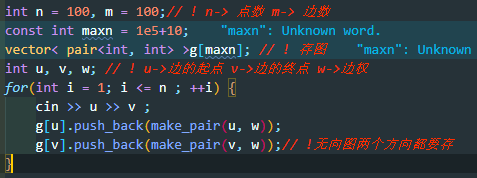 int n = 100, m = 100;// ! n-> 点数 m-> 边数
const int maxn = 1e5+10;     "maxn": Unknown word.
vector< pair<int, int> >g[maxn]; // ! 存图     "maxn": Unknown
int u, v, w; // ! u->边的起点 v->边的终点 w->边权
for(int i = 1; i <= n ; ++i) {
cin >> u >> v ;
g[u].push_back(make_pair(u, w));
g[v].push_back(make_pair(v, w));// !无向图两个方向都要存
}